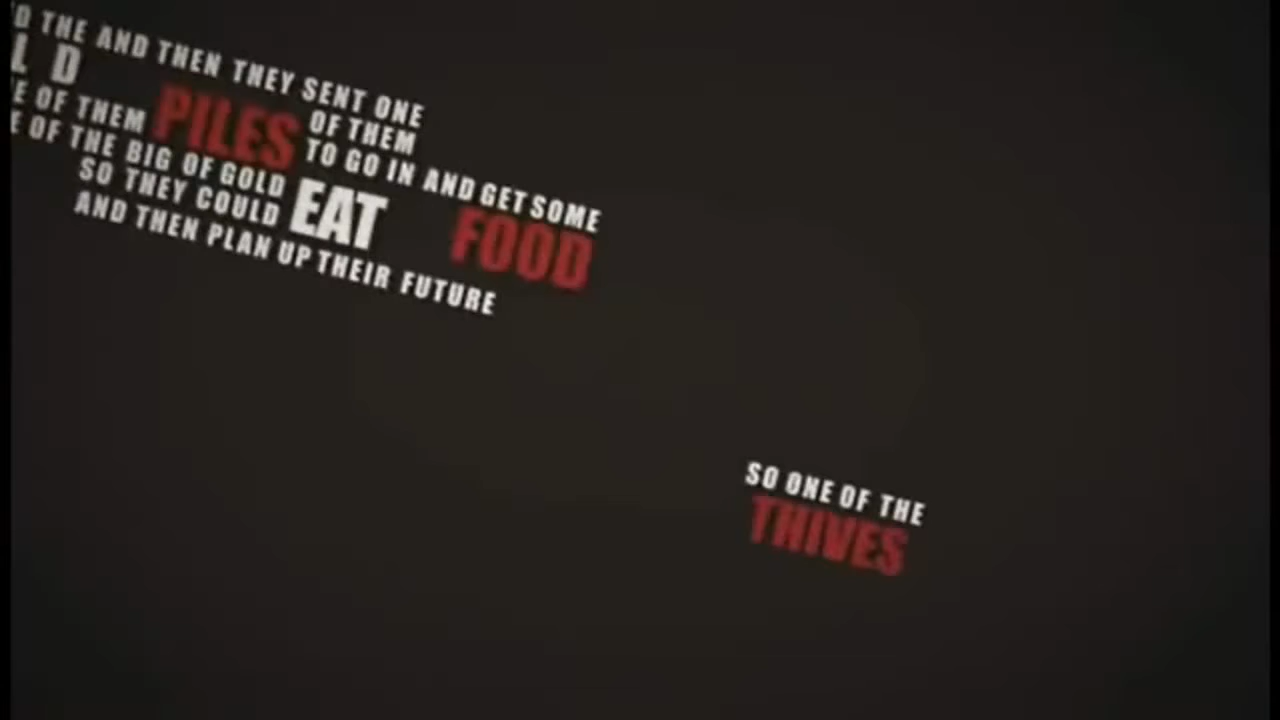 THE AND THEN THEY SENT ONE
OF THEM
TO GO IN AND GET SOME
FOOD
OF THEM
PILES
OF THE BIG OF GOLD
SO THEY COULD EAT
AND THEN PLAN UP THEIR FUTURE
SO ONE OF THE
THIVES